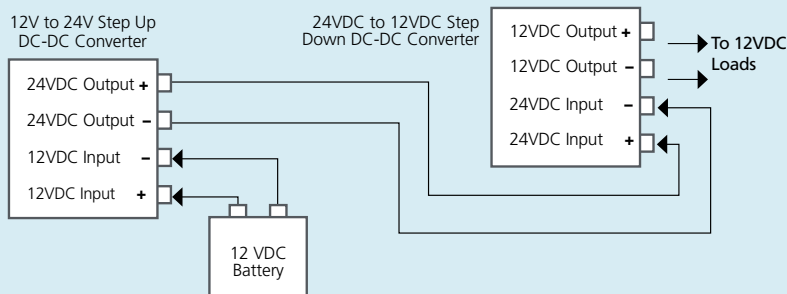 12V to 24V Step Up
DC-DC Converter
24VDC Output +
24VDC Output –
12VDC Input –
12VDC Input +
12 VDC
Battery
24VDC to 12VDC Step
Down DC-DC Converter
12VDC Output +
12VDC Output –
24VDC Input –
24VDC Input +
To 12VDC
Loads